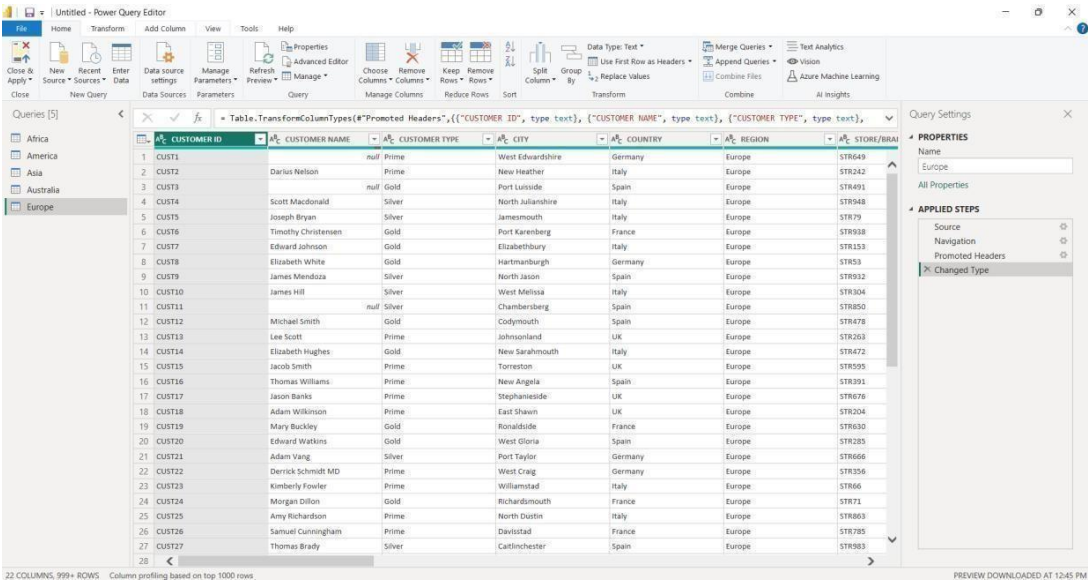 Untitled - Power Query Editor
File Home Transform Add Column View Tools Help
Close & Apply New Source Recent Sources Enter Data Data source settings Manage Parameters Refresh Preview Properties Advanced Editor Manage Choose Columns Remove Columns Keep Rows Remove Rows Split Column Group By Data Type: Text Use First Row as Headers Replace Values Merge Queries Append Queries Combine Files Text Analytics Vision Azure Machine Learning
Close New Query Data Sources Parameters Query Manage Columns Reduce Rows Sort Transform Combine AI Insights
Queries [5]
Africa
America
Asia
Australia
Europe
fx = Table.TransformColumnTypes(#"Promoted Headers",{{"CUSTOMER ID", type text}, {"CUSTOMER NAME", type text}, {"CUSTOMER TYPE", type text},
CUSTOMER ID CUSTOMER NAME CUSTOMER TYPE CITY COUNTRY REGION STORE/BRA
1 CUST1 null Prime West Edwardshire Germany Europe STR649
2 CUST2 Darius Nelson Prime New Heather Italy Europe STR242
3 CUST3 null Gold Port Luisside Spain Europe STR491
4 CUST4 Scott Macdonald Silver North Julianshire Italy Europe STR948
5 CUST5 Joseph Bryan Silver Jamesmouth Italy Europe STR79
6 CUST6 Timothy Christensen Gold Port Karenberg France Europe STR938
7 CUST7 Edward Johnson Gold Elizabethbury Italy Europe STR153
8 CUST8 Elizabeth White Gold Hartmanburgh Germany Europe STR53
9 CUST9 James Mendoza Silver North Jason Spain Europe STR932
10 CUST10 James Hill Silver West Melissa Italy Europe STR304
11 CUST11 null Silver Chambersberg Spain Europe STR850
12 CUST12 Michael Smith Gold Codymouth Spain Europe STR478
13 CUST13 Lee Scott Prime Johnsonland UK Europe STR263
14 CUST14 Elizabeth Hughes Gold New Sarahmouth Italy Europe STR472
15 CUST15 Jacob Smith Prime Torreston UK Europe STR595
16 CUST16 Thomas Williams Prime New Angela Spain Europe STR391
17 CUST17 Jason Banks Prime Stephanieside UK Europe STR676
18 CUST18 Adam Wilkinson Prime East Shawn UK Europe STR204
19 CUST19 Mary Buckley Gold Ronaldside France Europe STR630
20 CUST20 Edward Watkins Gold West Gloria Spain Europe STR285
21 CUST21 Adam Vang Silver Port Taylor Germany Europe STR666
22 CUST22 Derrick Schmidt MD Prime West Craig Germany Europe STR356
23 CUST23 Kimberly Fowler Prime Williamstad Italy Europe STR66
24 CUST24 Morgan Dillon Gold Richardsmouth France Europe STR71
25 CUST25 Amy Richardson Prime North Dustin Italy Europe STR863
26 CUST26 Samuel Cunningham Prime Davisstad France Europe STR785
27 CUST27 Thomas Brady Silver Caitlinchester Spain Europe STR983
28
Query Settings
PROPERTIES
Name
Europe
All Properties
APPLIED STEPS
Source
Navigation
Promoted Headers
Changed Type
22 COLUMNS, 999+ ROWS Column profiling based on top 1000 rows
PREVIEW DOWNLOADED AT 12:45 PM